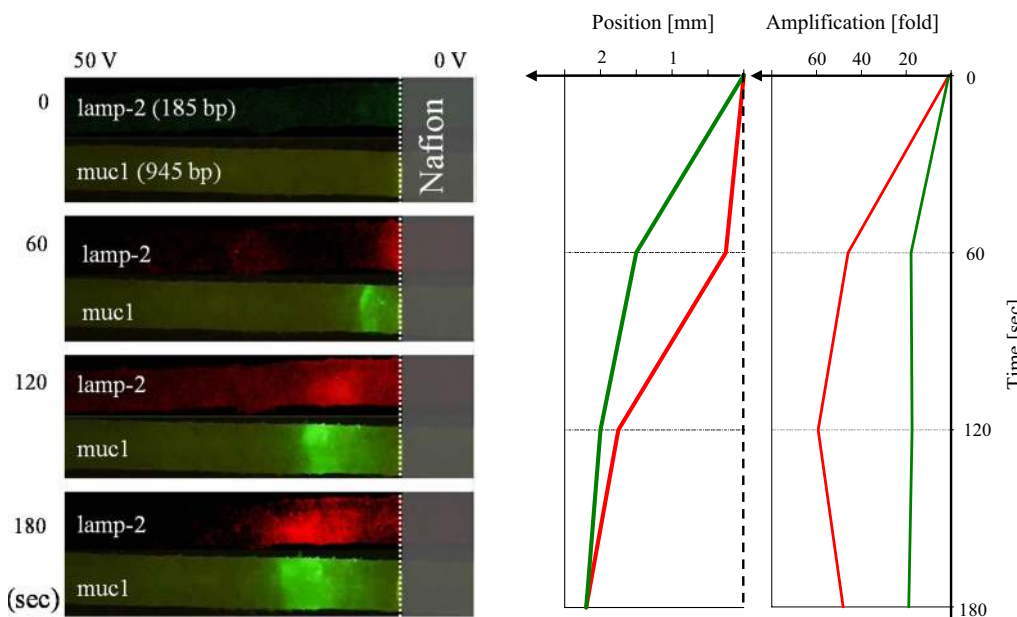 50 V
0 V
0
lamp-2 (185 bp)
muc1 (945 bp)
Nafion
60
lamp-2
muc1
120
lamp-2
muc1
180
(sec)
lamp-2
muc1
Position [mm]
Amplification [fold]
2
1
60
40
20
0
60
120
180
Time [sec]